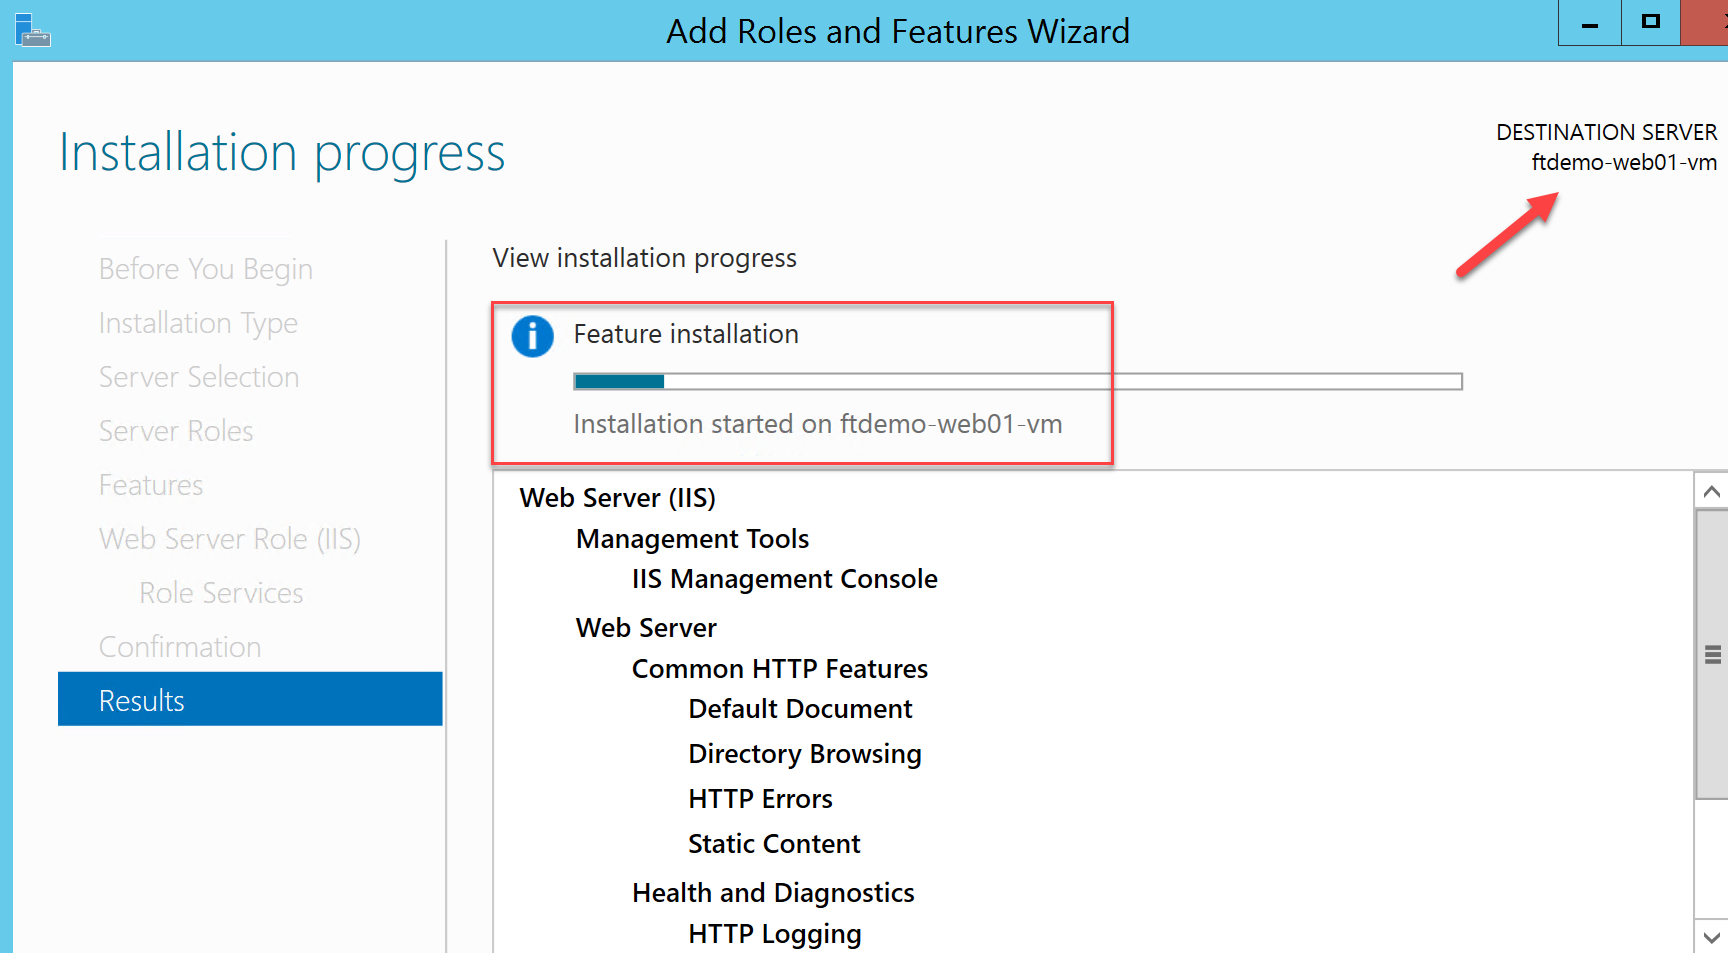 Add Roles and Features Wizard
Installation progress
DESTINATION SERVER
ftdemo-web01-vm
Before You Begin
Installation Type
Server Selection
Server Roles
Features
Web Server Role (IIS)
Role Services
Confirmation
Results
View installation progress
Feature installation
Installation started on ftdemo-web01-vm
Web Server (IIS)
Management Tools
IIS Management Console
Web Server
Common HTTP Features
Default Document
Directory Browsing
HTTP Errors
Static Content
Health and Diagnostics
HTTP Logging